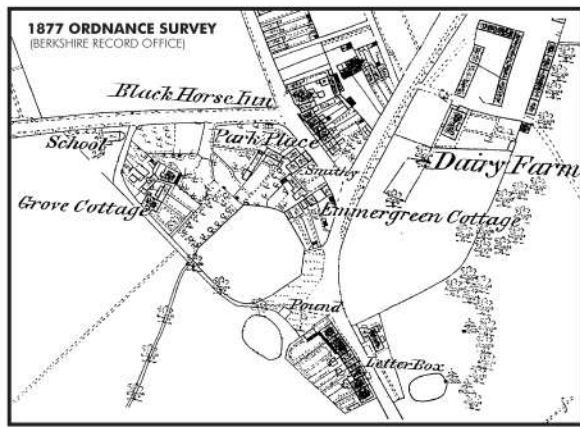 1877 ORDNANCE SURVEY
(BERKSHIRE RECORD OFFICE)
Black Horse Inn
School
Park Place
Smithy
Dairy Farm
Grove Cottage
Emmergreen Cottage
Pound
Letter Box